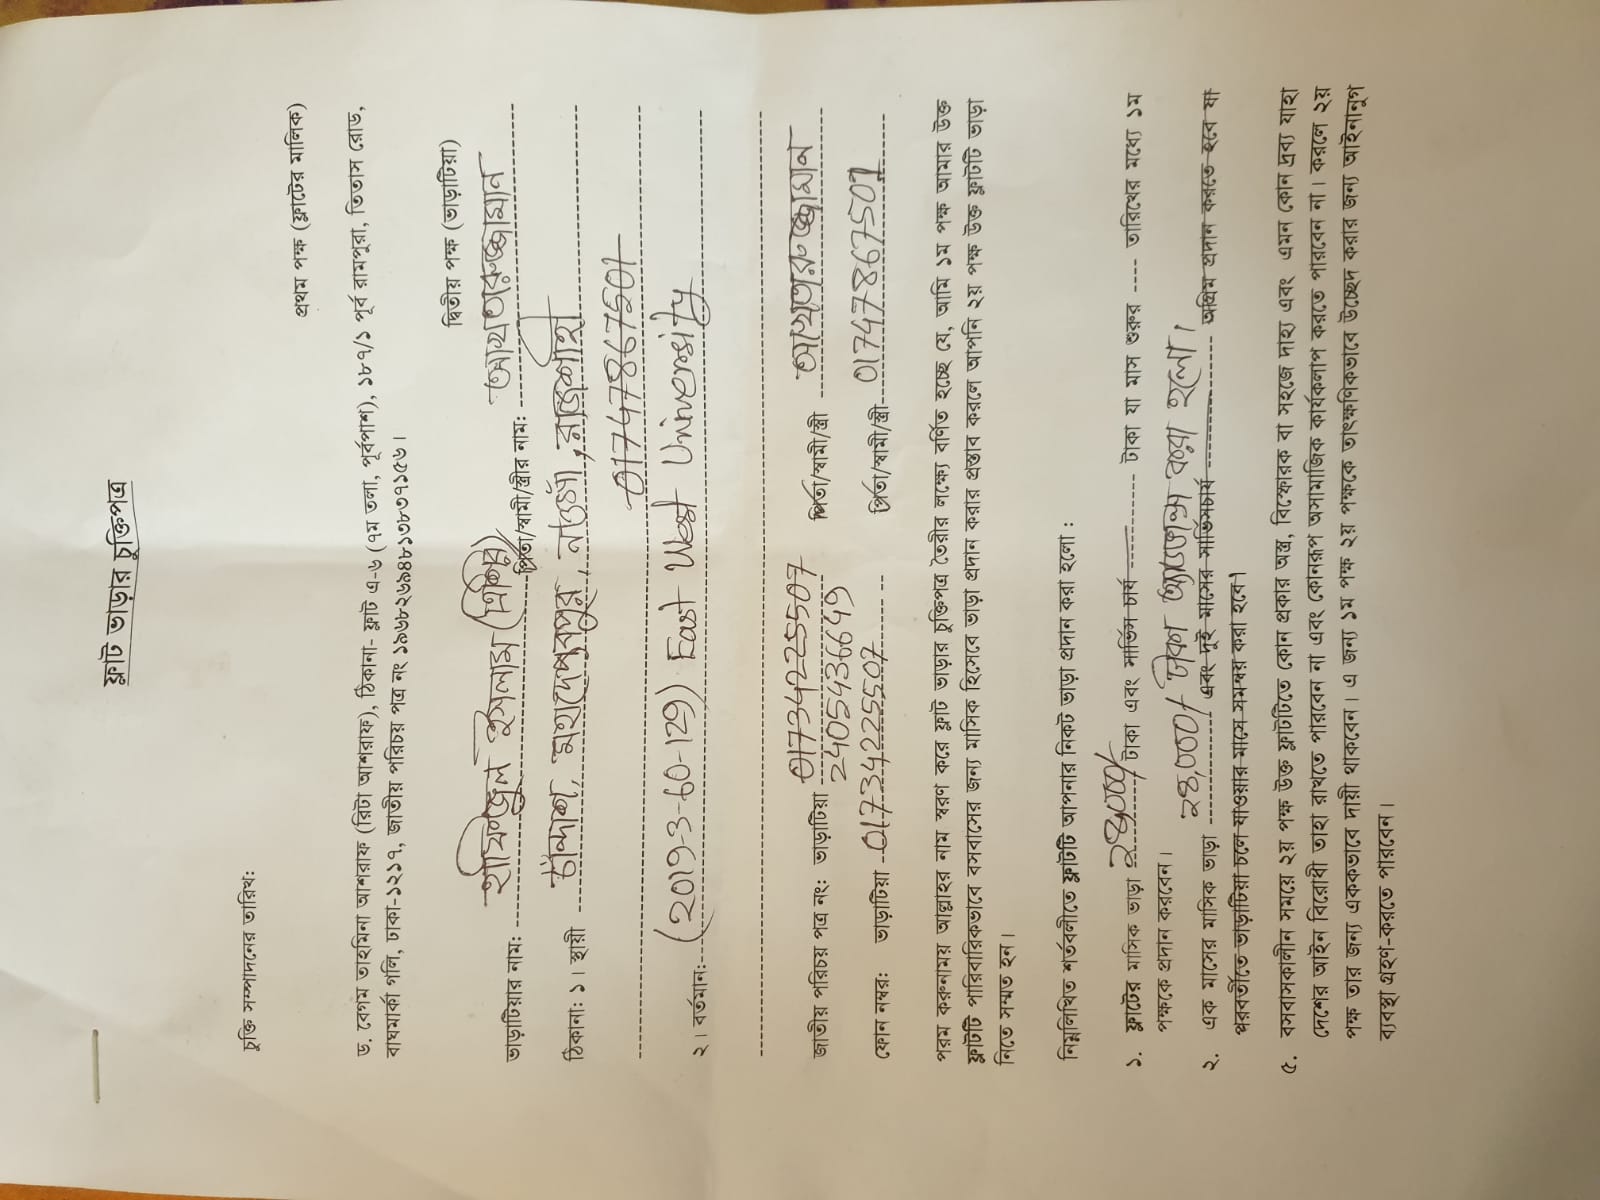 ফ্লাট ভাড়ার চুক্তিপত্র
চুক্তি সম্পাদনের তারিখঃ
প্রথম পক্ষ (ফ্লাটের মালিক)
ড. বেগম তাহমিনা আশরাফ (রিটা আশরাফ), ঠিকানা- ফ্লাট এ-৬ (৭ম তলা, পূর্বপাশ), ১৮৭/১ পূর্ব রামপুরা, তিতাস রোড,
বাঘমার্কা গলি, ঢাকা-১২১৭, জাতীয় পরিচয় পত্র নং ১৯৬৮২৬৯৪৮১৩৮৩৭১৫৬।
দ্বিতীয় পক্ষ (ভাড়াটিয়া)
ভাড়াটিয়ার নামঃ ইসলাম পিতা/স্বামী/স্ত্রীর নামঃ আখতারুজ্জামান
ঠিকানাঃ ১। স্থায়ী নওগাঁ, রাজশাহী
01747867501
২। বর্তমানঃ (2019-3-60-129) East West University
জাতীয় পরিচয় পত্র নংঃ ভাড়াটিয়া 01734225507 পিতা/স্বামী/স্ত্রী আখতারুজ্জামান
2405436649
ফোন নম্বরঃ ভাড়াটিয়া 01734225507 পিতা/স্বামী/স্ত্রী 01747867501
পরম করুনাময় আল্লাহর নাম স্বরণ করে ফ্লাট ভাড়ার চুক্তিপত্র তৈরীর লক্ষ্যে বর্ণিত হচ্ছে যে, আমি ১ম পক্ষ আমার উক্ত
ফ্লাটটি পারিবারিকভাবে বসবাসের জন্য মাসিক হিসেবে ভাড়া প্রদান করার প্রস্তাব করলে আপনি ২য় পক্ষ উক্ত ফ্লাটটি ভাড়া
নিতে সম্মত হন।
নিম্নলিখিত শর্তবলীতে ফ্লাটটি আপনার নিকট ভাড়া প্রদান করা হলো :
১. ফ্লাটের মাসিক ভাড়া ২৪,০০০/ টাকা এবং সার্ভিস চার্য টাকা যা মাস শুরুর ---- তারিখের মধ্যে ১ম
পক্ষকে প্রদান করবেন।
২৪,০০০/ টাকা অ্যাডভান্স করা হলো।
২. এক মাসের মাসিক ভাড়া এবং দুই মাসের সার্ভিসচার্য অগ্রিম প্রদান করতে হবে যা
পরবর্তীতে ভাড়াটিয়া চলে যাওয়ার মাসে সমন্বয় করা হবে।
৫. বসবাসকালীন সময়ে ২য় পক্ষ উক্ত ফ্লাটটিতে কোন প্রকার অস্ত্র, বিস্ফোরক বা সহজে দাহ্য এবং এমন কোন দ্রব্য যাহা
দেশের আইন বিরোধী তাহা রাখতে পারবেন না এবং কোনরূপ অসামাজিক কার্যকলাপ করতে পারবেন না। করলে ২য়
পক্ষ তার জন্য এককভাবে দায়ী থাকবেন। এ জন্য ১ম পক্ষ ২য় পক্ষকে তাৎক্ষণিকভাবে উচ্ছেদ করার জন্য আইনানুগ
ব্যবস্থা গ্রহণ-করতে পারবেন।